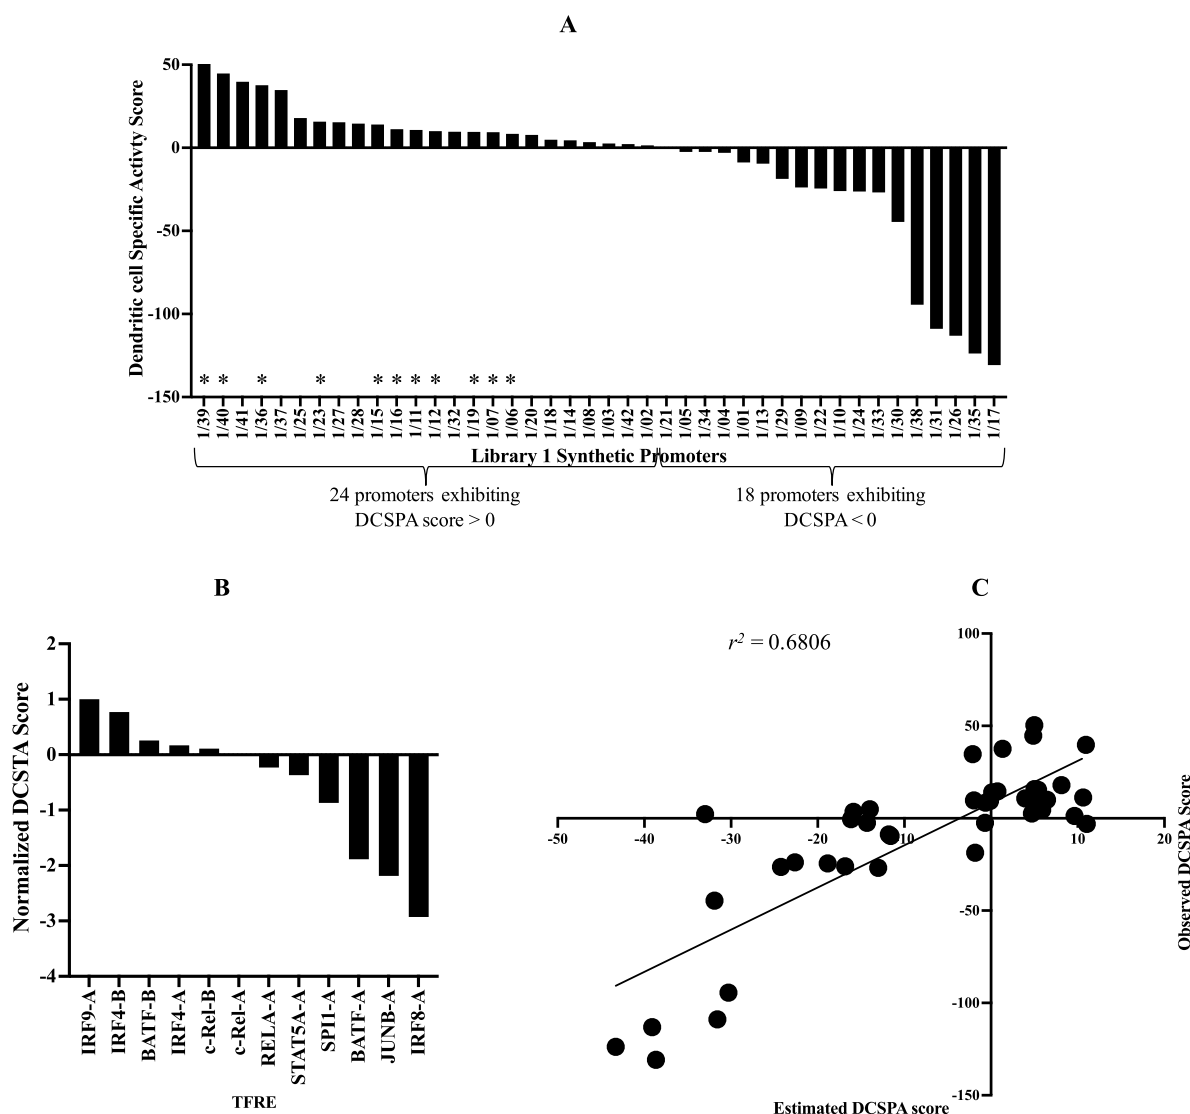 A
Dendritic cell Specific Activty Score
50
0
-50
-100
-150
* * * * * * * * * * *
1/39 1/40 1/41 1/36 1/37 1/25 1/23 1/27 1/28 1/15 1/16 1/11 1/12 1/32 1/19 1/07 1/06 1/20 1/18 1/14 1/08 1/03 1/42 1/02 1/21 1/05 1/34 1/04 1/01 1/13 1/29 1/09 1/22 1/10 1/24 1/33 1/30 1/38 1/31 1/26 1/35 1/17
Library 1 Synthetic Promoters
24 promoters exhibiting
DCSPA score > 0
18 promoters exhibiting
DCSPA < 0
B
Normalized DCSTA Score
2
1
0
-1
-2
-3
-4
IRF9-A IRF4-B BATF-B IRF4-A c-Rel-B c-Rel-A RELA-A STAT5A-A SPI1-A BATF-A JUNB-A IRF8-A
TFRE
C
r² = 0.6806
100
50
-50
-100
-150
-50 -40 -30 -20 -10 10 20
Observed DCSPA Score
Estimated DCSPA score